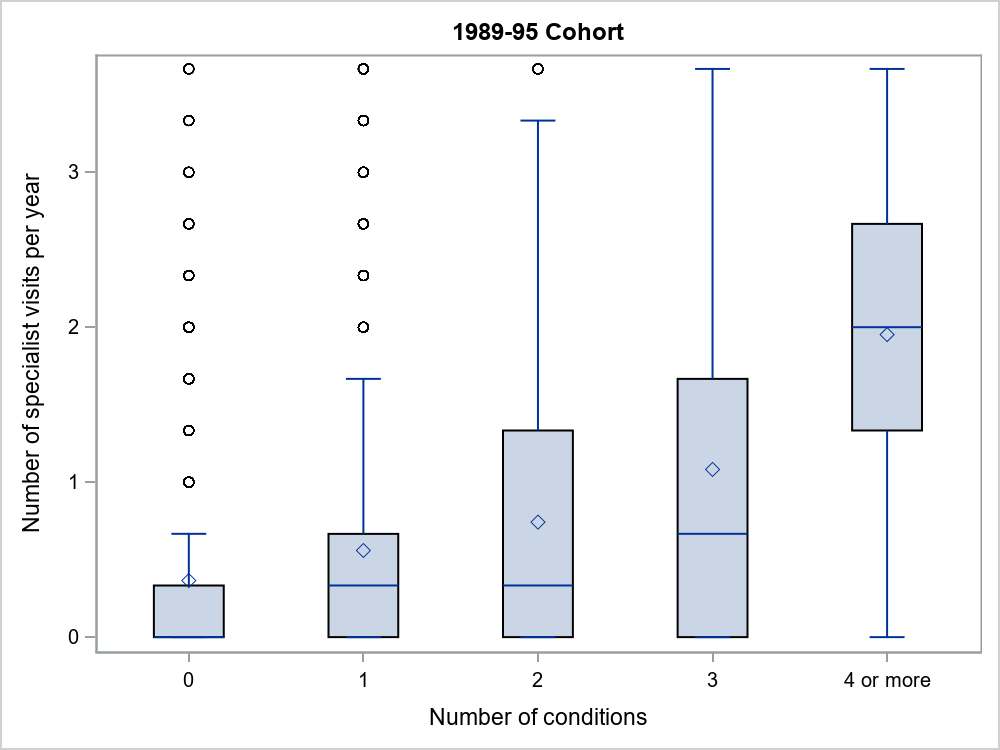 1989-95 Cohort
Number of specialist visits per year
3
2
1
0
0 1 2 3 4 or more
Number of conditions